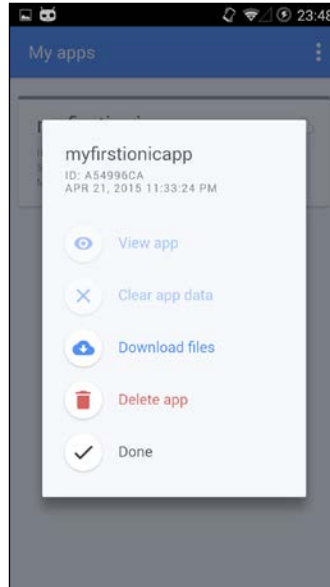 23:48
My apps
myfirstionicapp
ID: A54996CA
APR 21, 2015 11:33:24 PM
View app
Clear app data
Download files
Delete app
Done